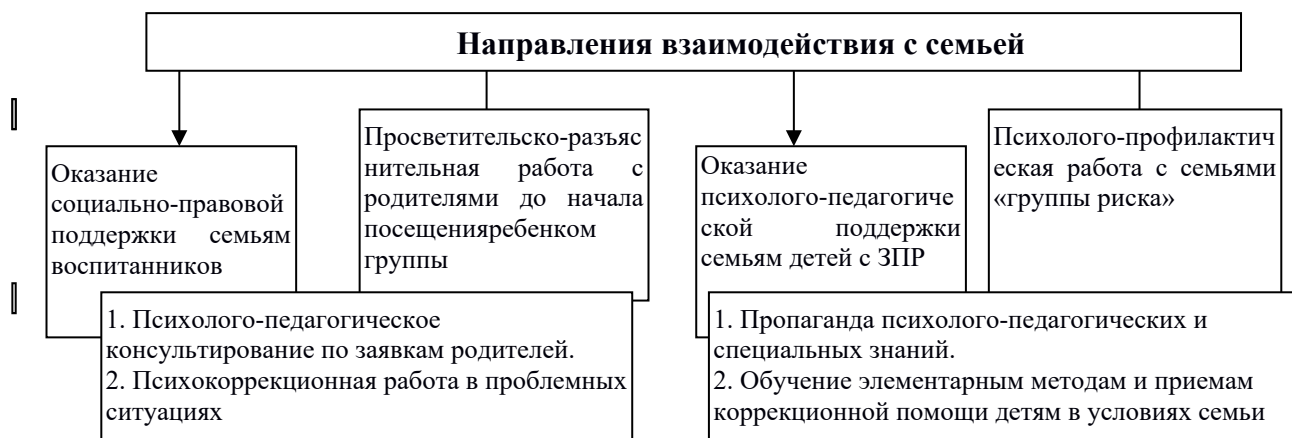 Направления взаимодействия с семьей
Оказание
социально-правовой
поддержки семьям
воспитанников
Просветительско-разъяс
нительная работа с
родителями до начала
посещенияребенком
группы
Оказание
психолого-педагогиче
ской поддержки
семьям детей с ЗПР
Психолого-профилактич
еская работа с семьями
«группы риска»
1. Психолого-педагогическое
консультирование по заявкам родителей.
2. Психокоррекционная работа в проблемных
ситуациях
1. Пропаганда психолого-педагогических и
специальных знаний.
2. Обучение элементарным методам и приемам
коррекционной помощи детям в условиях семьи